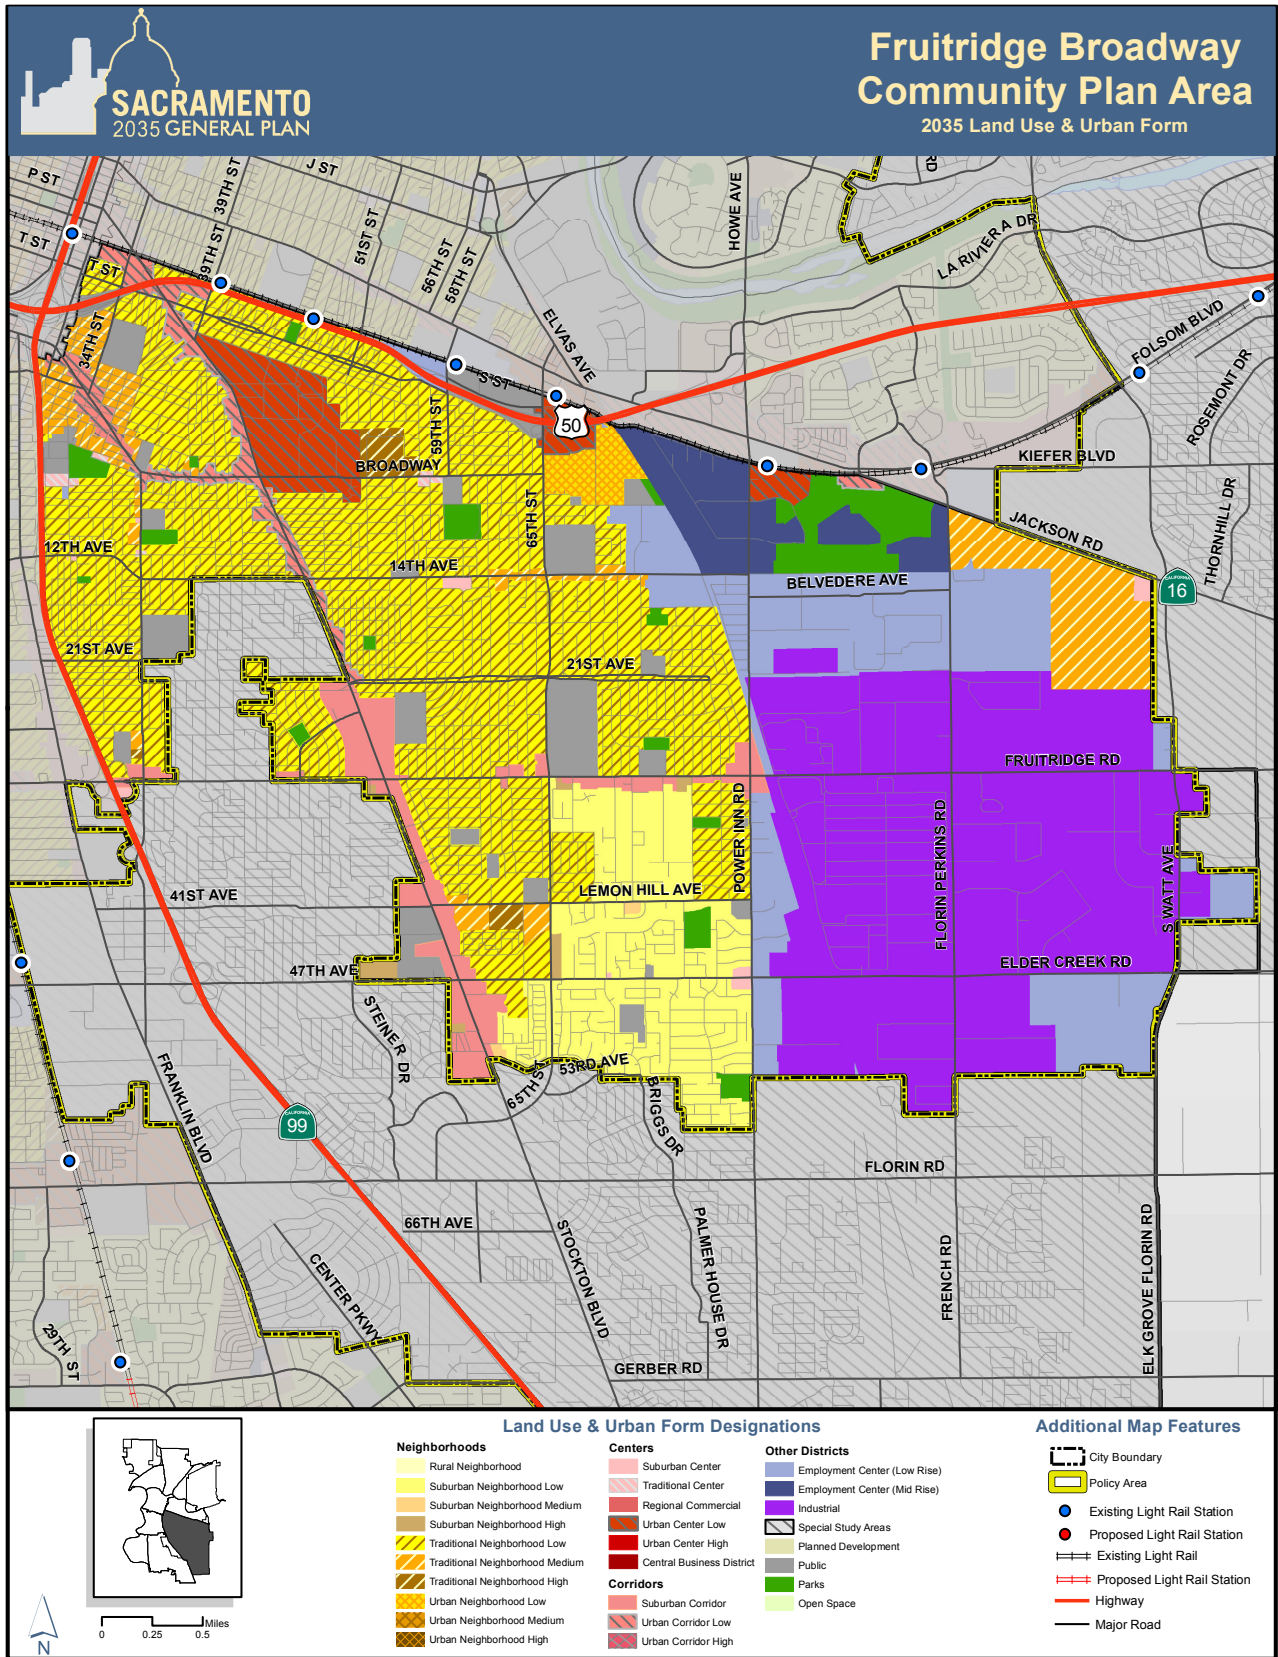 SACRAMENTO
2035 GENERAL PLAN
Fruitridge Broadway
Community Plan Area
2035 Land Use & Urban Form
P ST
T ST
39TH ST
J ST
39TH ST
51ST ST
56TH ST
58TH ST
HOWE AVE
RD
LA RIVIERA DR
T ST
34TH ST
ELVAS AVE
FOLSOM BLVD
ROSEMONT DR
S ST
59TH ST
50
BROADWAY
KIEFER BLVD
65TH ST
JACKSON RD
THORNHILL DR
12TH AVE
14TH AVE
BELVEDERE AVE
CALIFORNIA
16
21ST AVE
21ST AVE
FRUITRIDGE RD
POWER INN RD
FLORIN PERKINS RD
S WATT AVE
41ST AVE
LEMON HILL AVE
47TH AVE
ELDER CREEK RD
STEINER DR
53RD AVE
65TH ST
BRIGGS DR
FRANKLIN BLVD
CALIFORNIA
99
FLORIN RD
66TH AVE
STOCKTON BLVD
PALMER HOUSE DR
FRENCH RD
ELK GROVE FLORIN RD
CENTER PKWY
29TH ST
GERBER RD
N
0 0.25 0.5
Miles
Land Use & Urban Form Designations
Neighborhoods
Rural Neighborhood
Suburban Neighborhood Low
Suburban Neighborhood Medium
Suburban Neighborhood High
Traditional Neighborhood Low
Traditional Neighborhood Medium
Traditional Neighborhood High
Urban Neighborhood Low
Urban Neighborhood Medium
Urban Neighborhood High
Centers
Suburban Center
Traditional Center
Regional Commercial
Urban Center Low
Urban Center High
Central Business District
Corridors
Suburban Corridor
Urban Corridor Low
Urban Corridor High
Other Districts
Employment Center (Low Rise)
Employment Center (Mid Rise)
Industrial
Special Study Areas
Planned Development
Public
Parks
Open Space
Additional Map Features
City Boundary
Policy Area
Existing Light Rail Station
Proposed Light Rail Station
Existing Light Rail
Proposed Light Rail Station
Highway
Major Road